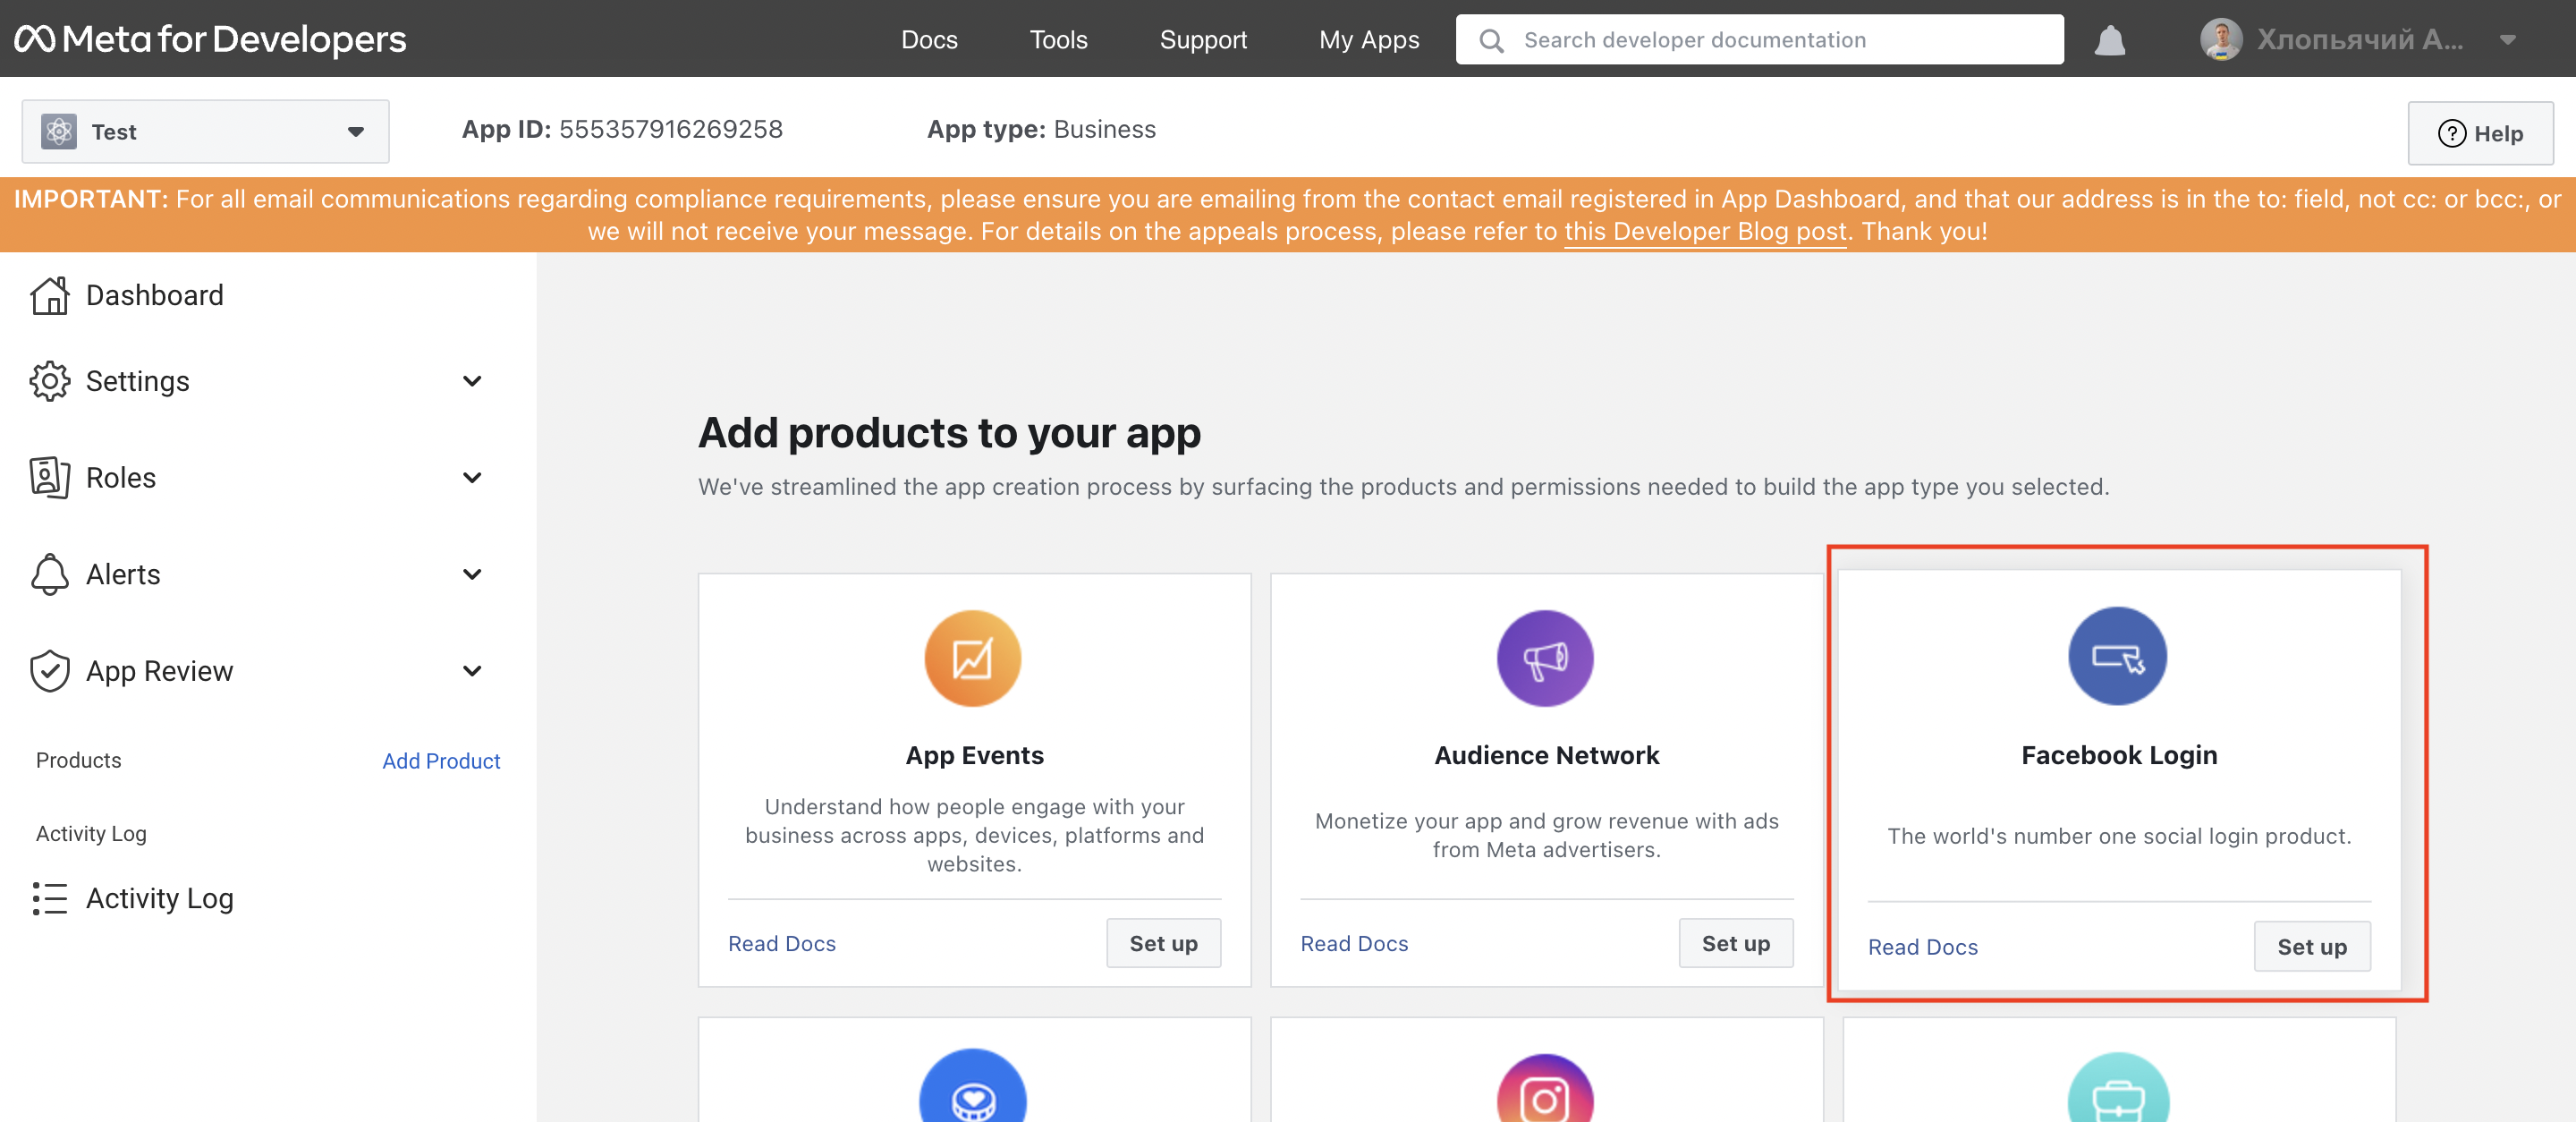 Meta for Developers
Docs
Tools
Support
My Apps
Search developer documentation
Хлопьячий А...
Test
App ID: 555357916269258
App type: Business
Help
IMPORTANT: For all email communications regarding compliance requirements, please ensure you are emailing from the contact email registered in App Dashboard, and that our address is in the to: field, not cc: or bcc:, or
we will not receive your message. For details on the appeals process, please refer to this Developer Blog post. Thank you!
Dashboard
Settings
Roles
Alerts
App Review
Products
Add Product
Activity Log
Activity Log
Add products to your app
We've streamlined the app creation process by surfacing the products and permissions needed to build the app type you selected.
App Events
Understand how people engage with your
business across apps, devices, platforms and
websites.
Read Docs
Set up
Audience Network
Monetize your app and grow revenue with ads
from Meta advertisers.
Read Docs
Set up
Facebook Login
The world's number one social login product.
Read Docs
Set up